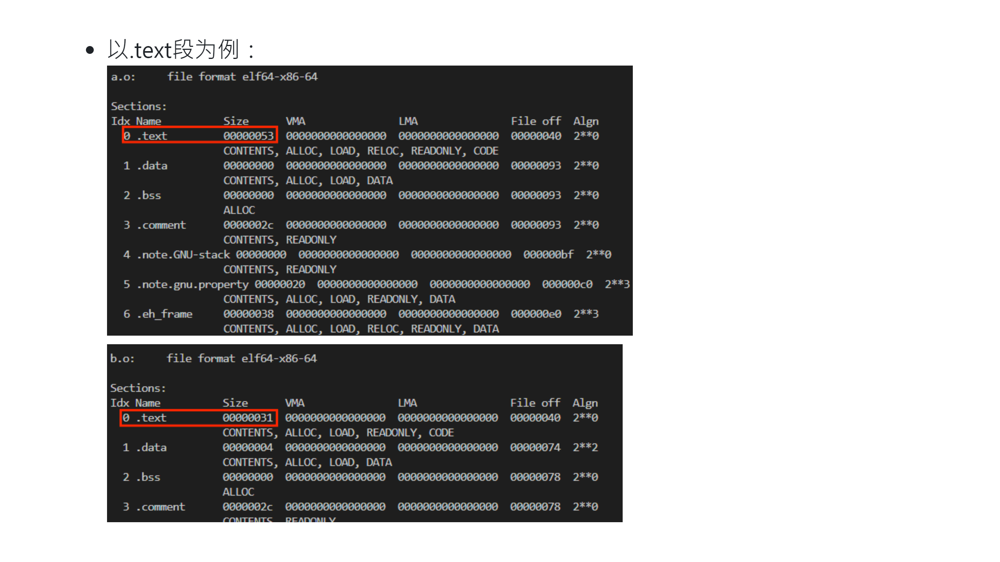 • 以.text段为例：
a.o:     file format elf64-x86-64
Sections:
Idx Name          Size      VMA               LMA               File off  Algn
  0 .text         00000053  0000000000000000  0000000000000000  00000040  2**0
                  CONTENTS, ALLOC, LOAD, RELOC, READONLY, CODE
  1 .data         00000000  0000000000000000  0000000000000000  00000093  2**0
                  CONTENTS, ALLOC, LOAD, DATA
  2 .bss          00000000  0000000000000000  0000000000000000  00000093  2**0
                  ALLOC
  3 .comment      0000002c  0000000000000000  0000000000000000  00000093  2**0
                  CONTENTS, READONLY
  4 .note.GNU-stack 00000000  0000000000000000  0000000000000000  000000bf  2**0
                  CONTENTS, READONLY
  5 .note.gnu.property 00000020  0000000000000000  0000000000000000  000000c0  2**3
                  CONTENTS, ALLOC, LOAD, READONLY, DATA
  6 .eh_frame     00000038  0000000000000000  0000000000000000  000000e0  2**3
                  CONTENTS, ALLOC, LOAD, RELOC, READONLY, DATA
b.o:     file format elf64-x86-64
Sections:
Idx Name          Size      VMA               LMA               File off  Algn
  0 .text         00000031  0000000000000000  0000000000000000  00000040  2**0
                  CONTENTS, ALLOC, LOAD, READONLY, CODE
  1 .data         00000004  0000000000000000  0000000000000000  00000074  2**2
                  CONTENTS, ALLOC, LOAD, DATA
  2 .bss          00000000  0000000000000000  0000000000000000  00000078  2**0
                  ALLOC
  3 .comment      0000002c  0000000000000000  0000000000000000  00000078  2**0
                  CONTENTS, READONLY